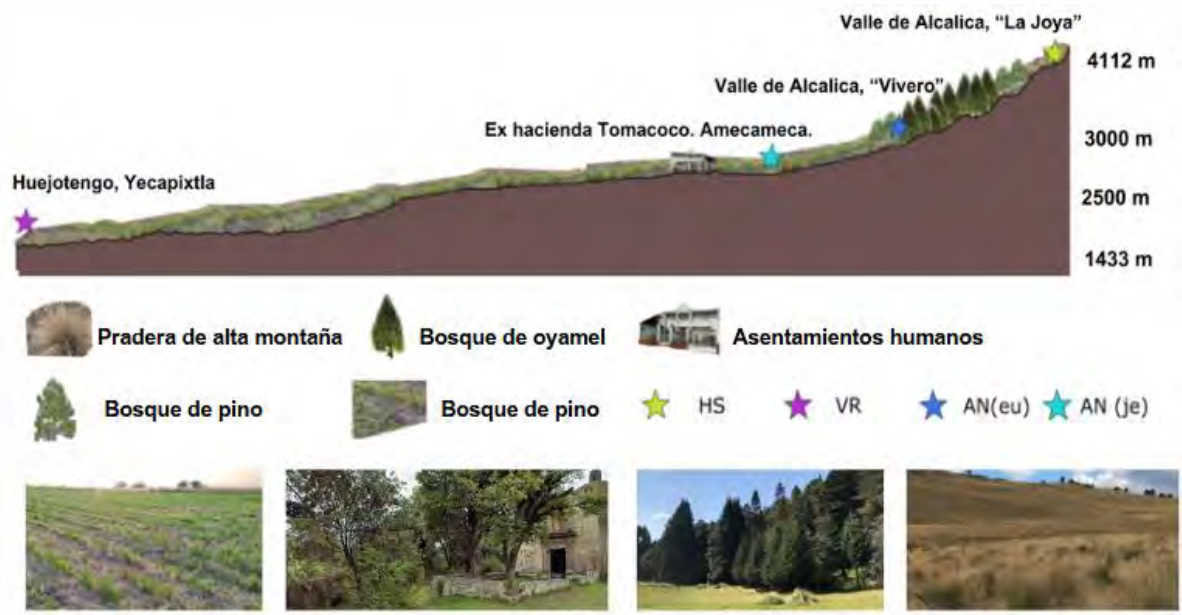 Valle de Alcalica, “La Joya”
4112 m
Valle de Alcalica, “Vivero”
3000 m
Ex hacienda Tomacoco. Amecameca.
Huejotengo, Yecapixtla
2500 m
1433 m
Pradera de alta montaña
Bosque de oyamel
Asentamientos humanos
Bosque de pino
Bosque de pino
HS
VR
AN(eu)
AN (je)